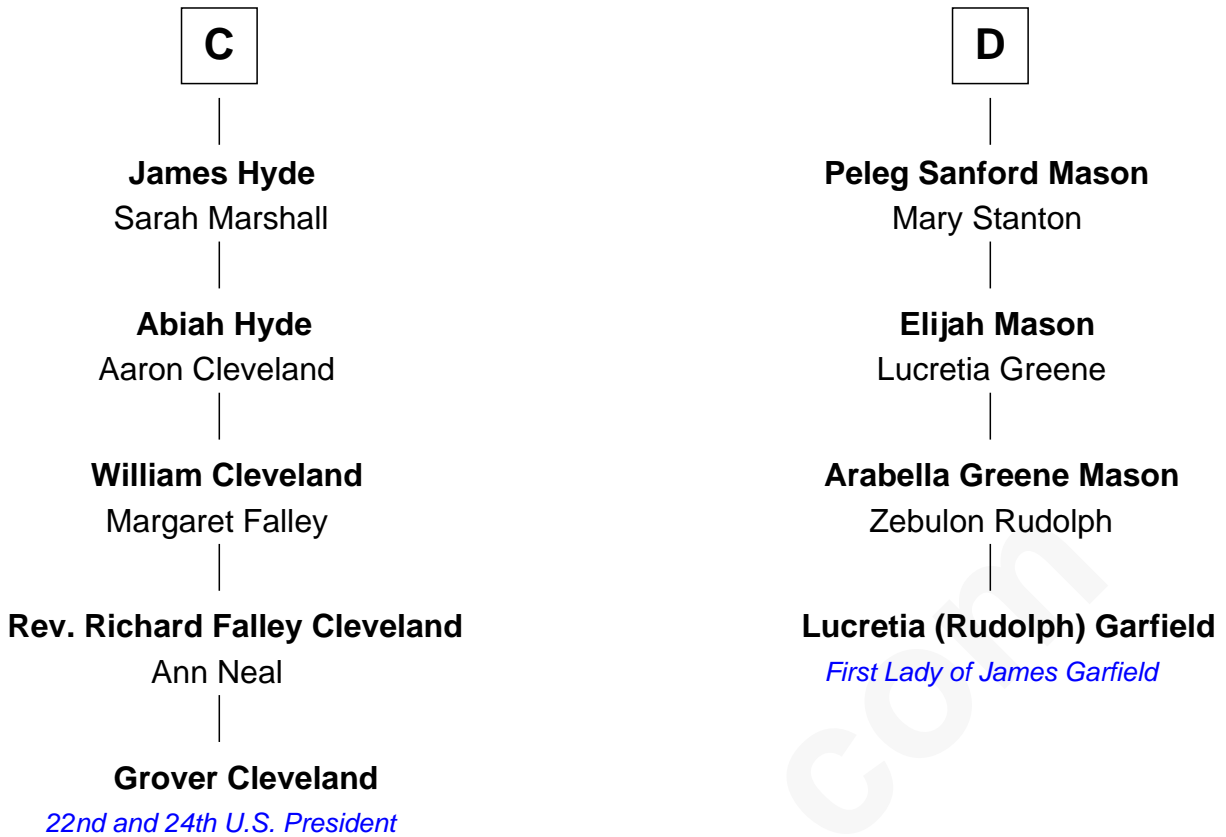 C
James Hyde
Sarah Marshall
Abiah Hyde
Aaron Cleveland
William Cleveland
Margaret Falley
Rev. Richard Falley Cleveland
Ann Neal
Grover Cleveland
22nd and 24th U.S. President
D
Peleg Sanford Mason
Mary Stanton
Elijah Mason
Lucretia Greene
Arabella Greene Mason
Zebulon Rudolph
Lucretia (Rudolph) Garfield
First Lady of James Garfield
com